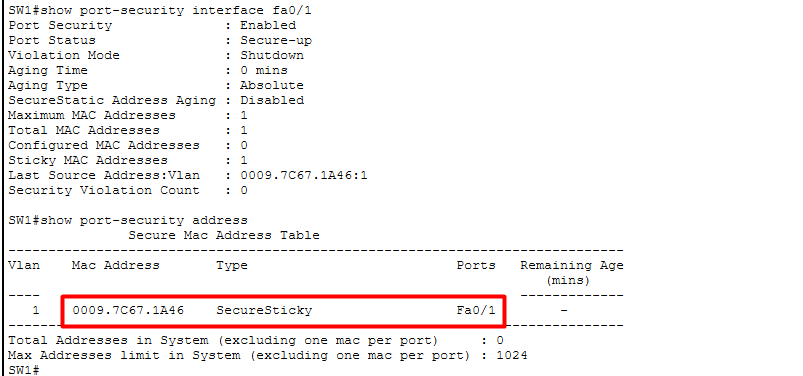 SW1#show port-security interface fa0/1
Port Security              : Enabled
Port Status                : Secure-up
Violation Mode             : Shutdown
Aging Time                 : 0 mins
Aging Type                 : Absolute
SecureStatic Address Aging : Disabled
Maximum MAC Addresses      : 1
Total MAC Addresses        : 1
Configured MAC Addresses   : 0
Sticky MAC Addresses       : 1
Last Source Address:Vlan   : 0009.7C67.1A46:1
Security Violation Count   : 0
SW1#show port-security address
Secure Mac Address Table
-----------------------------------------------------------------------------
Vlan    Mac Address       Type                          Ports   Remaining Age
(mins)
----                                                            -------------
1    0009.7C67.1A46    SecureSticky                  Fa0/1        -
-----------------------------------------------------------------------------
Total Addresses in System (excluding one mac per port)     : 0
Max Addresses limit in System (excluding one mac per port) : 1024
SW1#